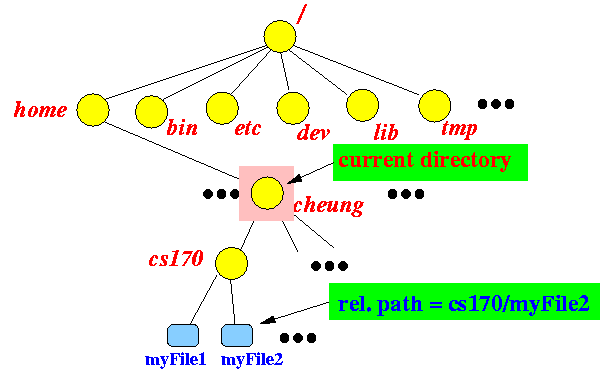 /
home
bin
etc
dev
lib
tmp
current directory
cheung
cs170
rel. path = cs170/myFile2
myFile1
myFile2